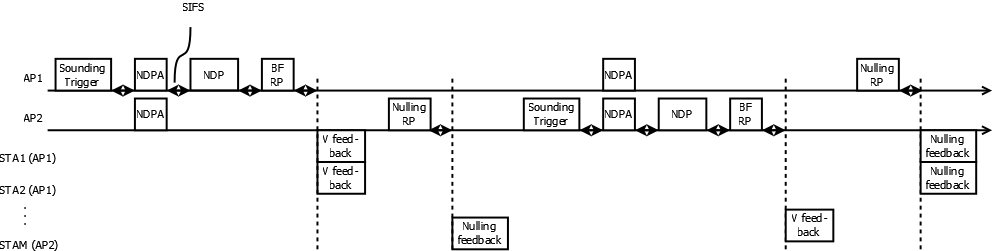 SIFS
Sounding
Trigger
NDPA
NDP
BF
RP
NDPA
Nulling
RP
AP1
AP2
NDPA
Nulling
RP
Sounding
Trigger
NDPA
NDP
BF
RP
STA1 (AP1)
V feed-
back
Nulling
feedback
STA2 (AP1)
V feed-
back
Nulling
feedback
STAM (AP2)
Nulling
feedback
V feed-
back